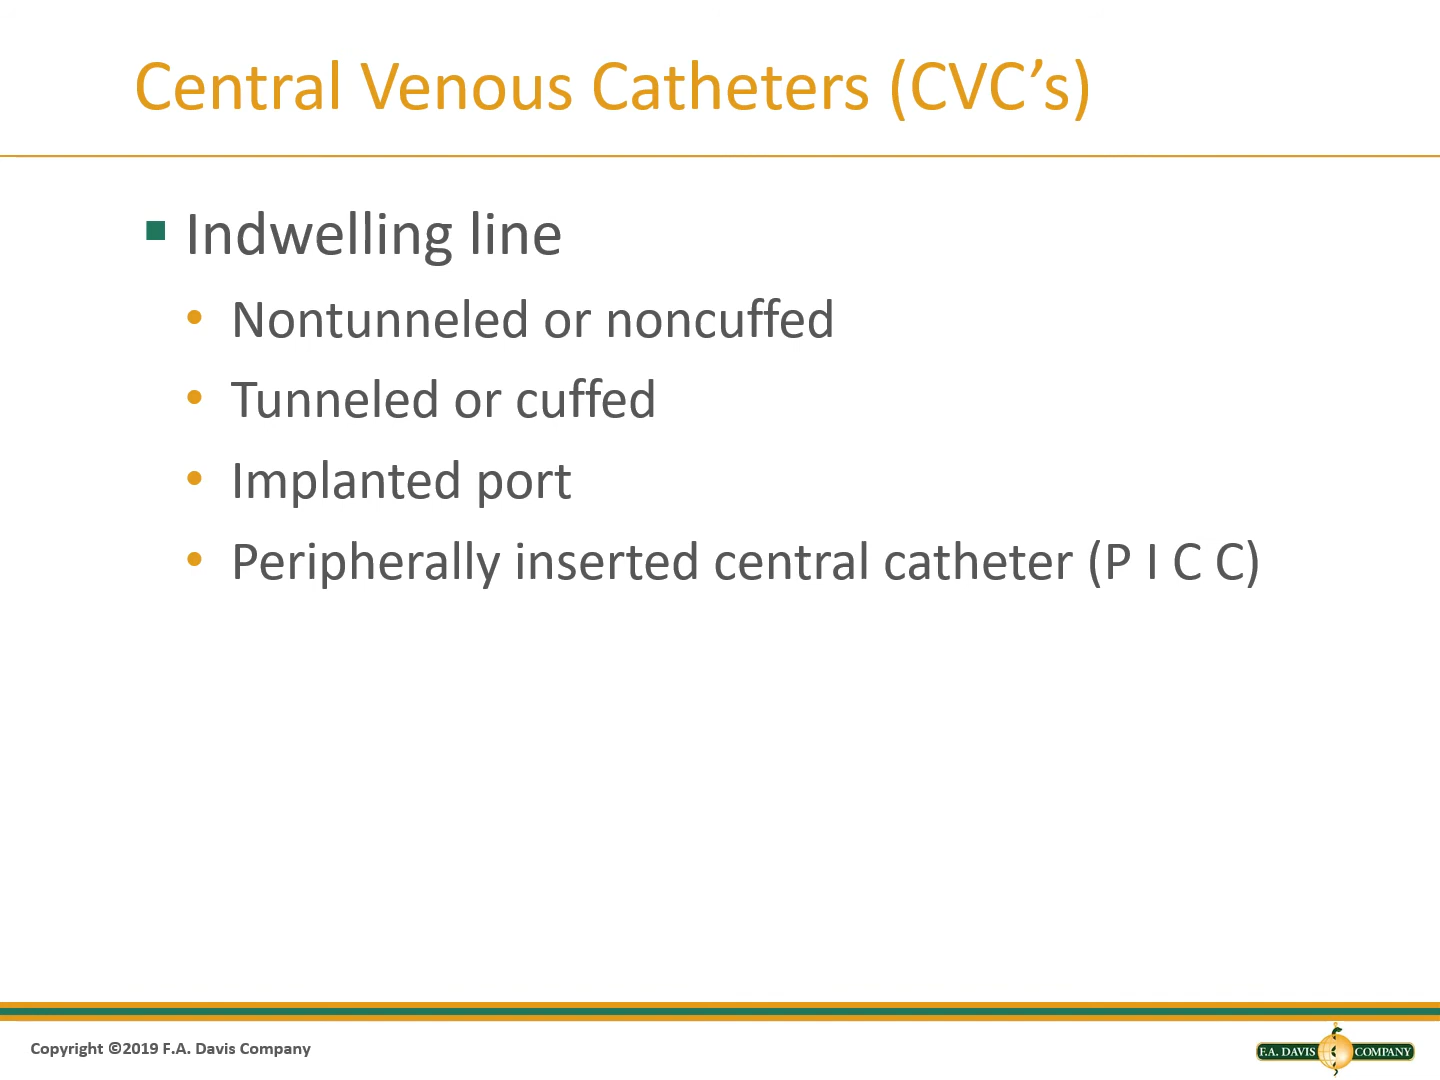 Central Venous Catheters (CVC’s)
▪ Indwelling line
• Nontunneled or noncuffed
• Tunneled or cuffed
• Implanted port
• Peripherally inserted central catheter (P I C C)
Copyright ©2019 F.A. Davis Company
F.A. DAVIS COMPANY